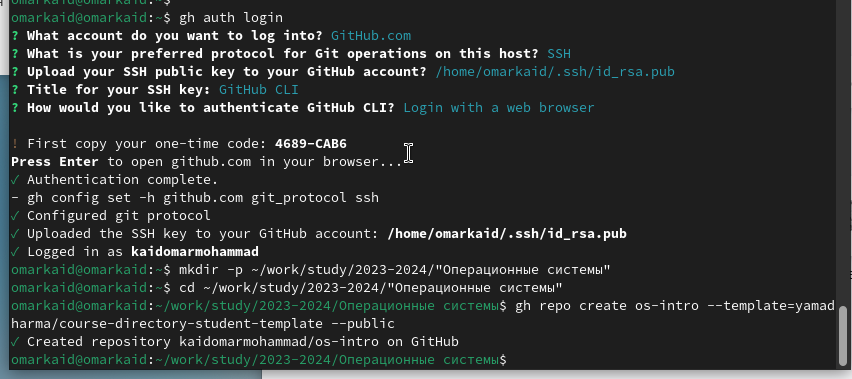 omarkaid@omarkaid:~$ gh auth login
? What account do you want to log into? GitHub.com
? What is your preferred protocol for Git operations on this host? SSH
? Upload your SSH public key to your GitHub account? /home/omarkaid/.ssh/id_rsa.pub
? Title for your SSH key: GitHub CLI
? How would you like to authenticate GitHub CLI? Login with a web browser
! First copy your one-time code: 4689-CAB6
Press Enter to open github.com in your browser...
✓ Authentication complete.
- gh config set -h github.com git_protocol ssh
✓ Configured git protocol
✓ Uploaded the SSH key to your GitHub account: /home/omarkaid/.ssh/id_rsa.pub
✓ Logged in as kaidomarmohammad
omarkaid@omarkaid:~$ mkdir -p ~/work/study/2023-2024/"Операционные системы"
omarkaid@omarkaid:~$ cd ~/work/study/2023-2024/"Операционные системы"
omarkaid@omarkaid:~/work/study/2023-2024/Операционные системы$ gh repo create os-intro --template=yamad
harma/course-directory-student-template --public
✓ Created repository kaidomarmohammad/os-intro on GitHub
omarkaid@omarkaid:~/work/study/2023-2024/Операционные системы$